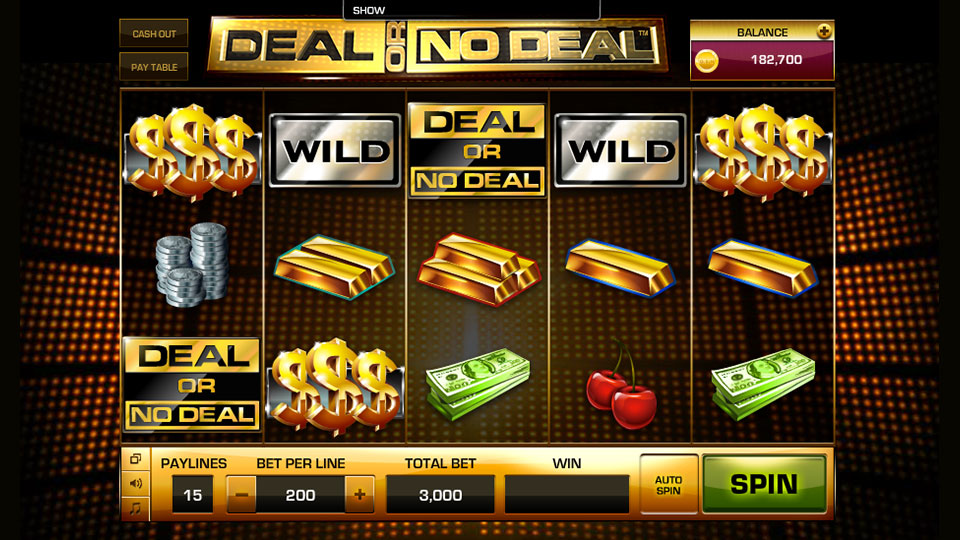 SHOW
CASH OUT
PAY TABLE
DEAL OR NO DEAL™
BALANCE
182,700
$$$
WILD
DEAL
OR
NO DEAL
WILD
$$$
DEAL
OR
NO DEAL
$$$
PAYLINES
15
BET PER LINE
− 200 +
TOTAL BET
3,000
WIN
AUTO
SPIN
SPIN